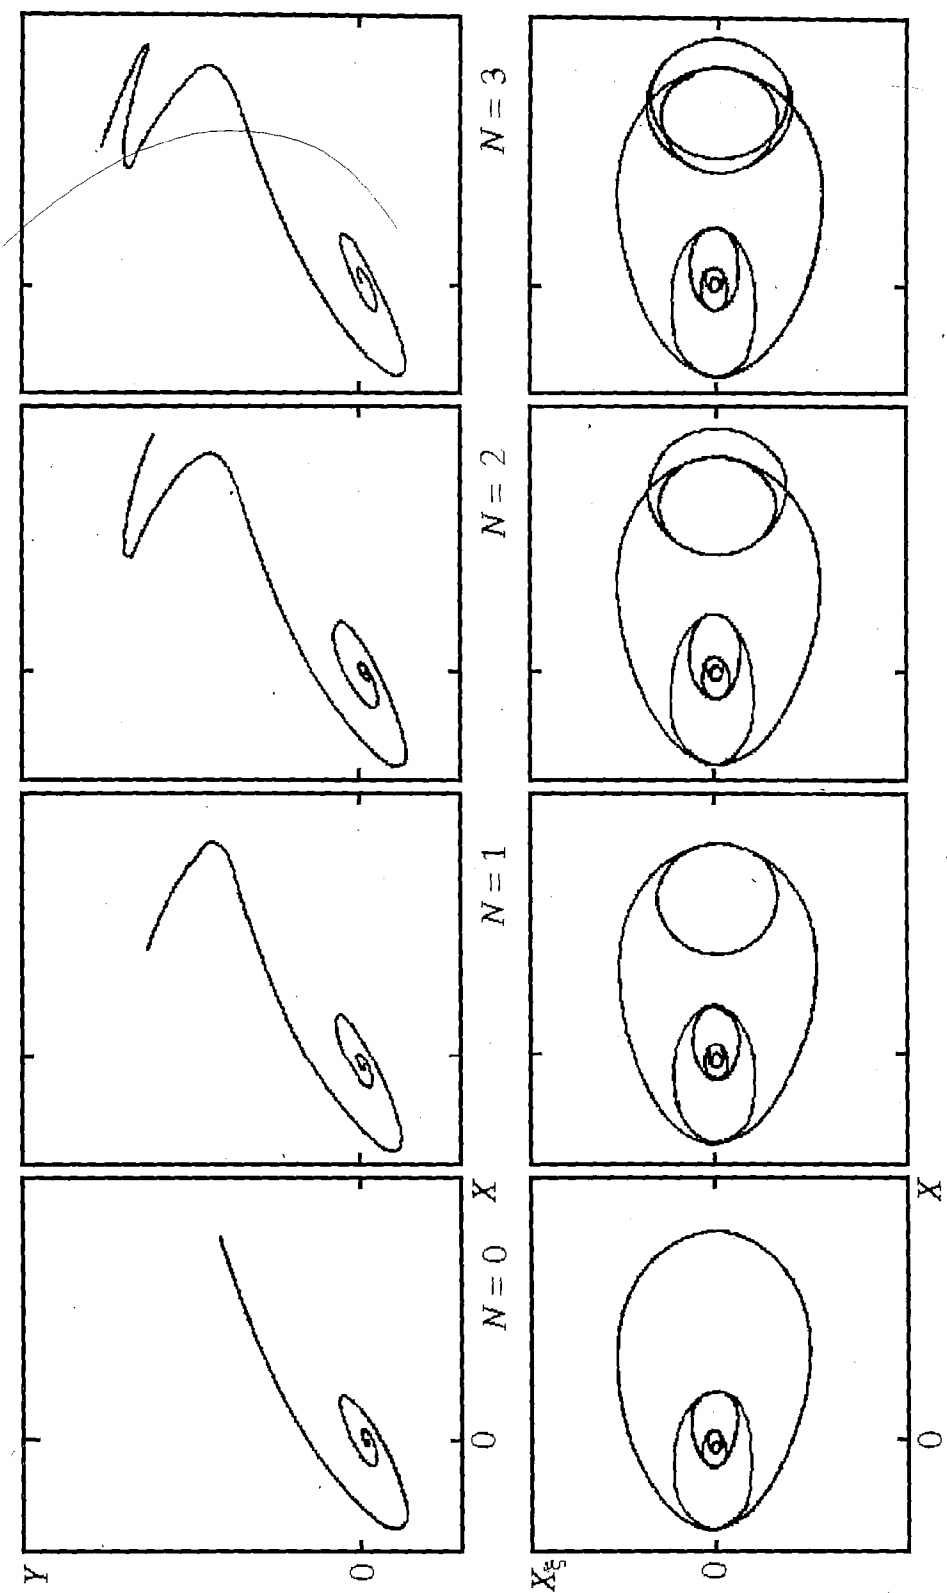 Y
0
0 N = 0 X N = 1 N = 2 N = 3
X_ξ
0
0 X